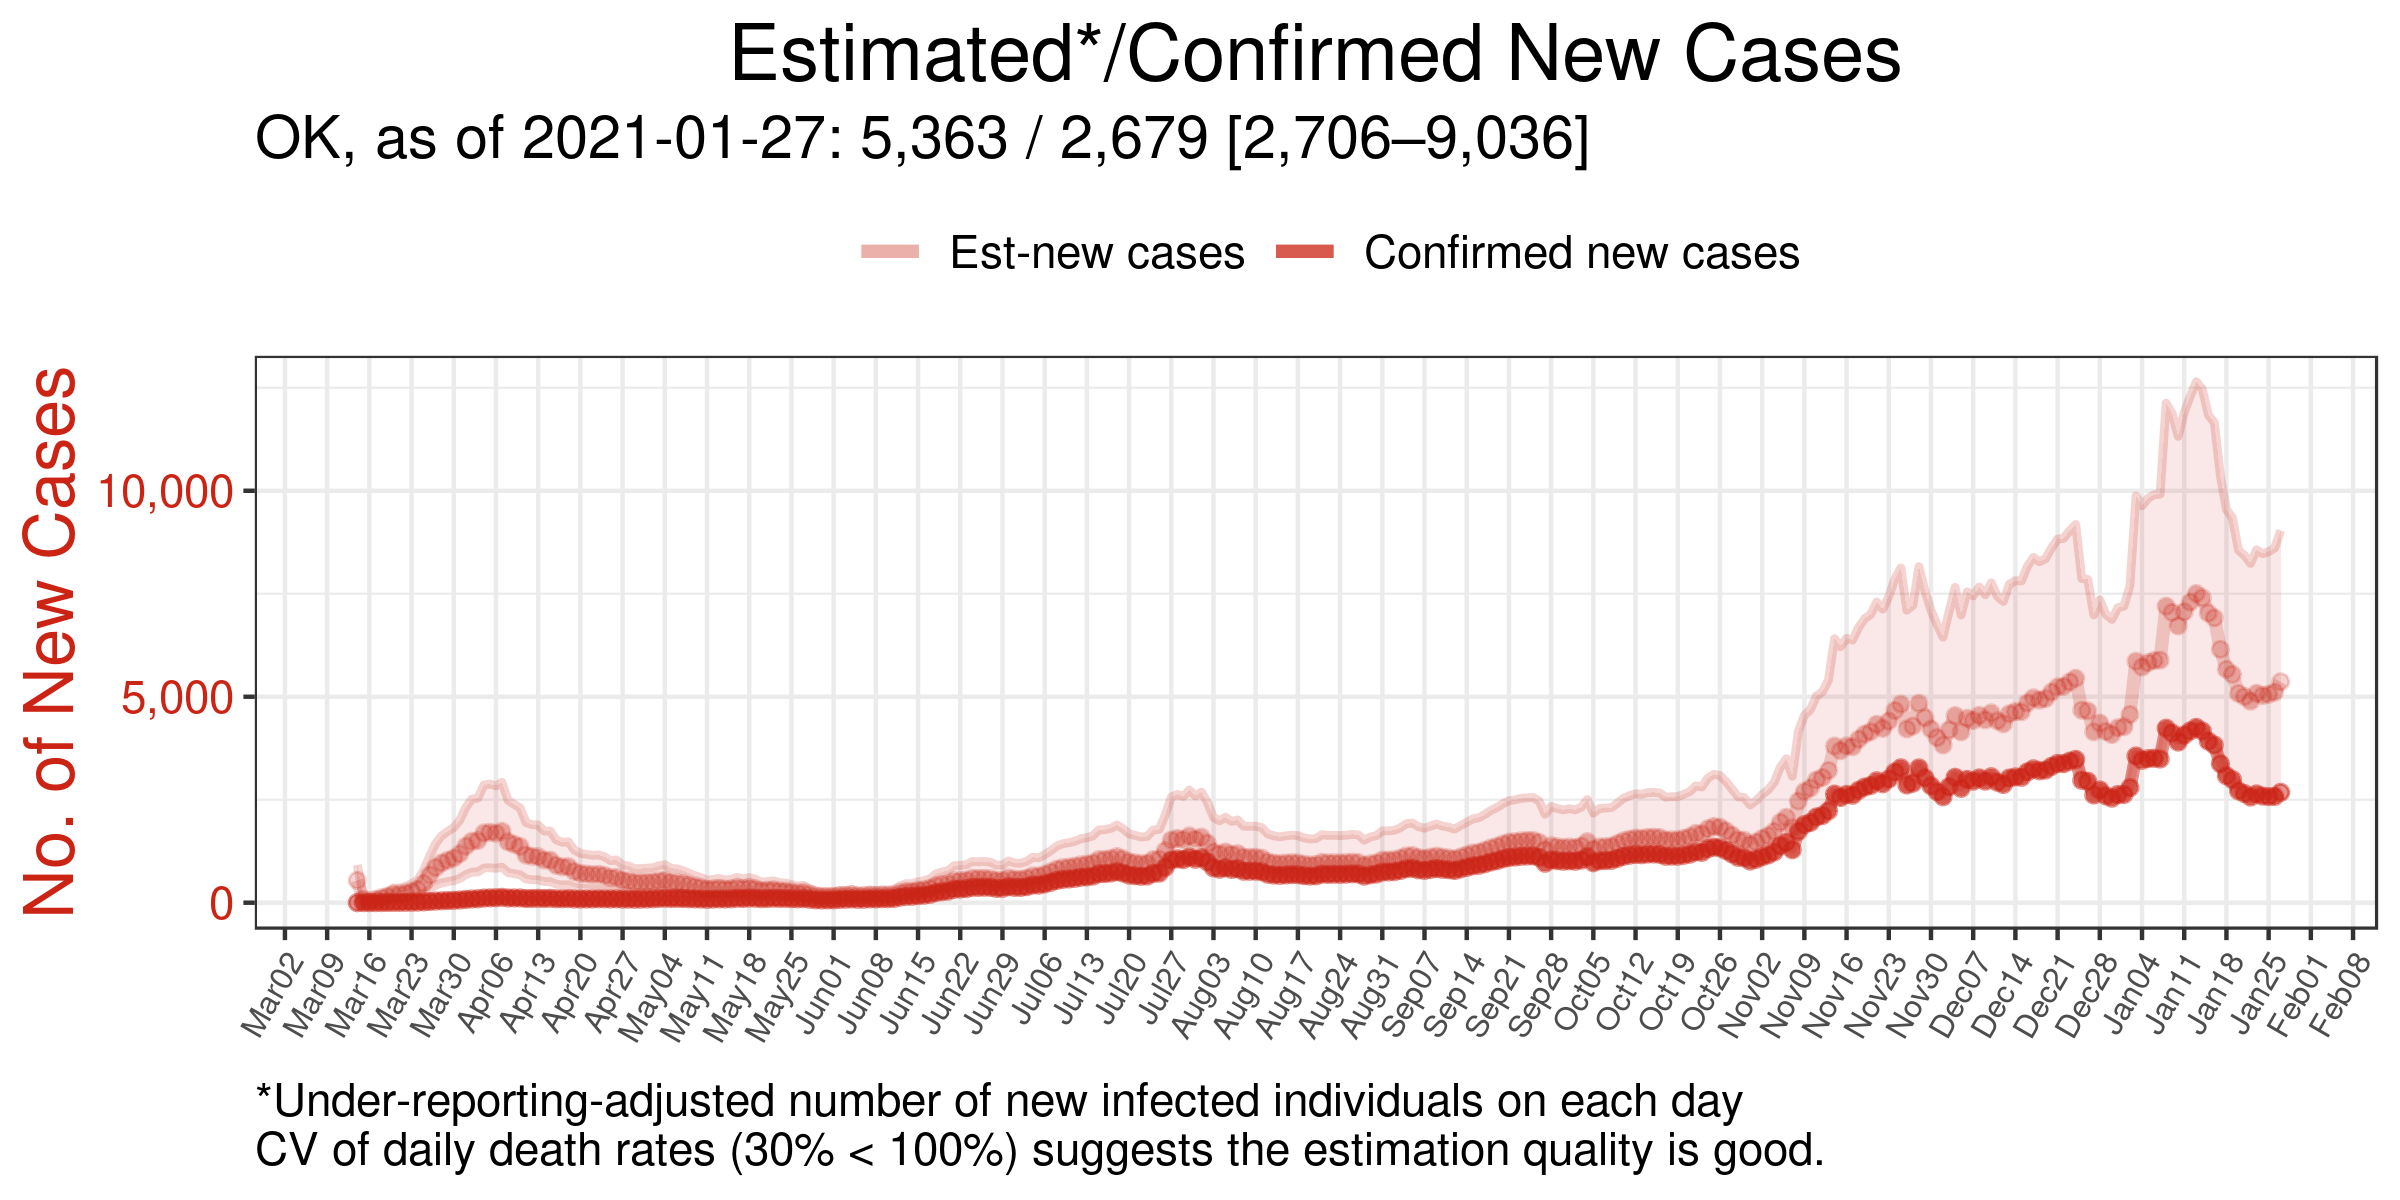 Estimated*/Confirmed New Cases
OK, as of 2021-01-27: 5,363 / 2,679 [2,706–9,036]
Est-new cases Confirmed new cases
No. of New Cases
10,000
5,000
0
Mar02 Mar09 Mar16 Mar23 Mar30 Apr06 Apr13 Apr20 Apr27 May04 May11 May18 May25 Jun01 Jun08 Jun15 Jun22 Jun29 Jul06 Jul13 Jul20 Jul27 Aug03 Aug10 Aug17 Aug24 Aug31 Sep07 Sep14 Sep21 Sep28 Oct05 Oct12 Oct19 Oct26 Nov02 Nov09 Nov16 Nov23 Nov30 Dec07 Dec14 Dec21 Dec28 Jan04 Jan11 Jan18 Jan25 Feb01 Feb08
*Under-reporting-adjusted number of new infected individuals on each day
CV of daily death rates (30% < 100%) suggests the estimation quality is good.